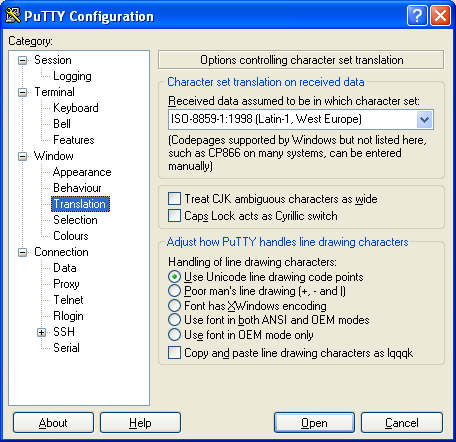 PuTTY Configuration
Category:
Session
Logging
Terminal
Keyboard
Bell
Features
Window
Appearance
Behaviour
Translation
Selection
Colours
Connection
Data
Proxy
Telnet
Rlogin
SSH
Serial
Options controlling character set translation
Character set translation on received data
Received data assumed to be in which character set:
ISO-8859-1:1998 (Latin-1, West Europe)
(Codepages supported by Windows but not listed here,
such as CP866 on many systems, can be entered
manually)
Treat CJK ambiguous characters as wide
Caps Lock acts as Cyrillic switch
Adjust how PuTTY handles line drawing characters
Handling of line drawing characters:
Use Unicode line drawing code points
Poor man's line drawing (+, - and |)
Font has XWindows encoding
Use font in both ANSI and OEM modes
Use font in OEM mode only
Copy and paste line drawing characters as lqqqk
About
Help
Open
Cancel